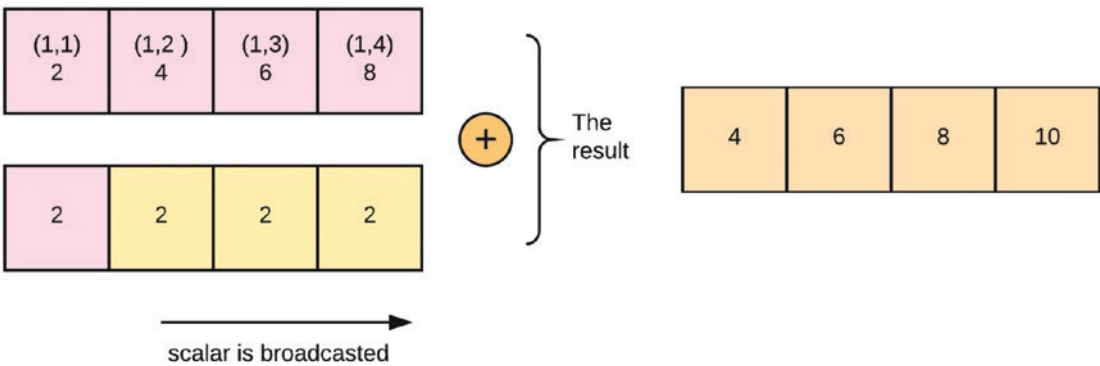 (1,1) (1,2 ) (1,3) (1,4)
2 4 6 8
+
The
result
4 6 8 10
2 2 2 2
scalar is broadcasted